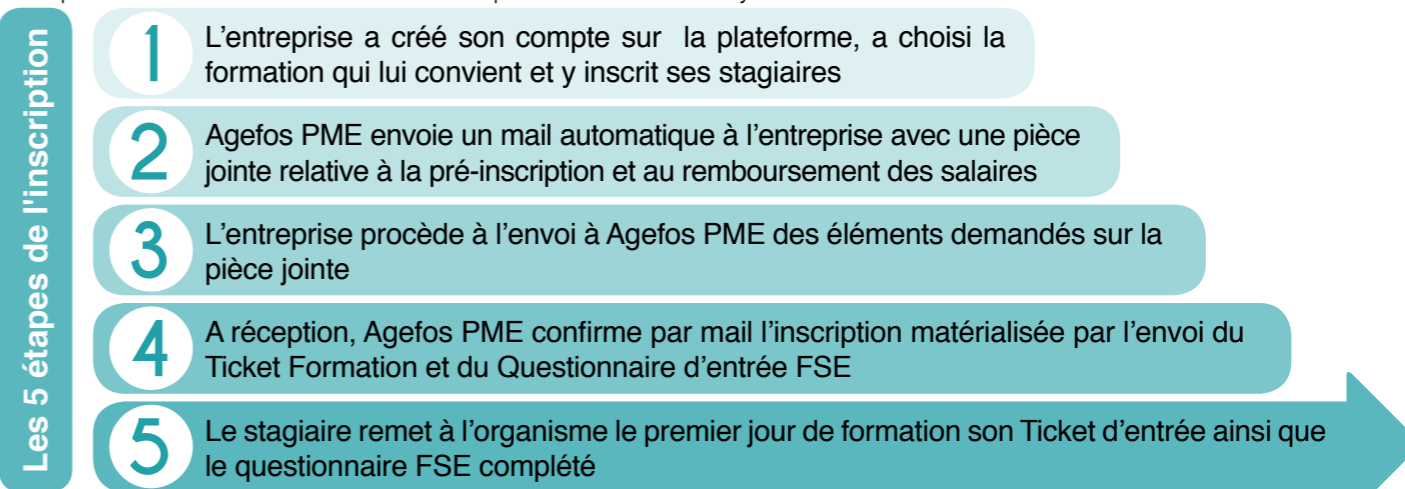 Les 5 étapes de l'inscription
1
L'entreprise a créé son compte sur la plateforme, a choisi la
formation qui lui convient et y inscrit ses stagiaires
2
Agefos PME envoie un mail automatique à l'entreprise avec une pièce
jointe relative à la pré-inscription et au remboursement des salaires
3
L'entreprise procède à l'envoi à Agefos PME des éléments demandés sur la
pièce jointe
4
A réception, Agefos PME confirme par mail l'inscription matérialisée par l'envoi du
Ticket Formation et du Questionnaire d'entrée FSE
5
Le stagiaire remet à l'organisme le premier jour de formation son Ticket d'entrée ainsi que
le questionnaire FSE complété